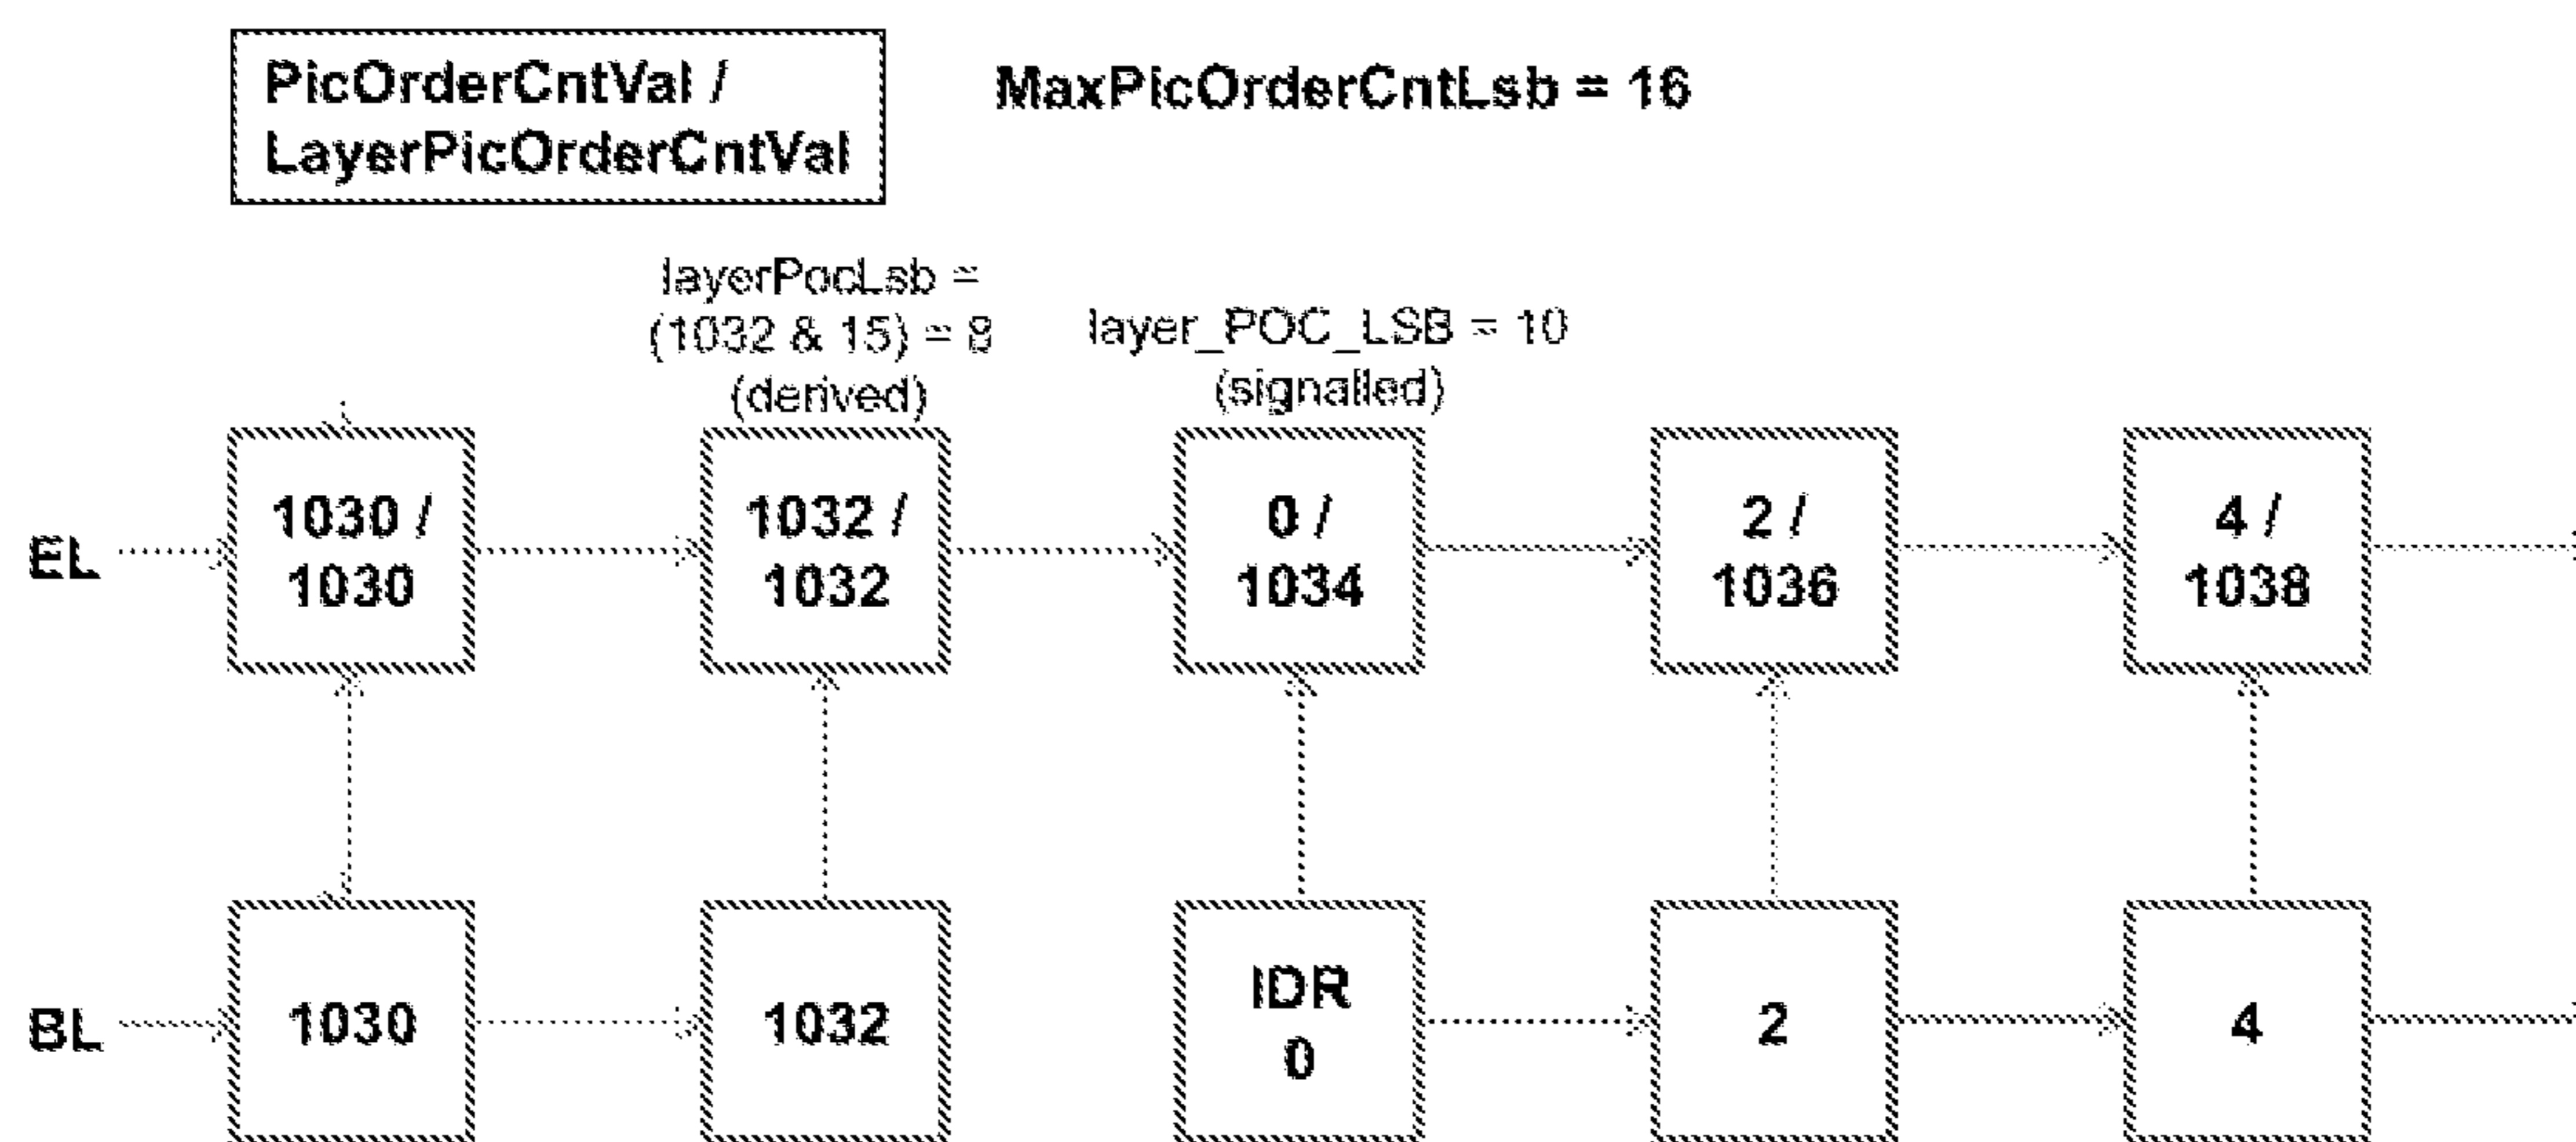 PicOrderCntVal /
LayerPicOrderCntVal
MaxPicOrderCntLsb = 16
layerPocLsb =
(1032 & 15) = 8
(derived)
layer_POC_LSB = 10
(signalled)
EL
1030 /
1030
1032 /
1032
0 /
1034
2 /
1036
4 /
1038
BL
1030
1032
IDR
0
2
4